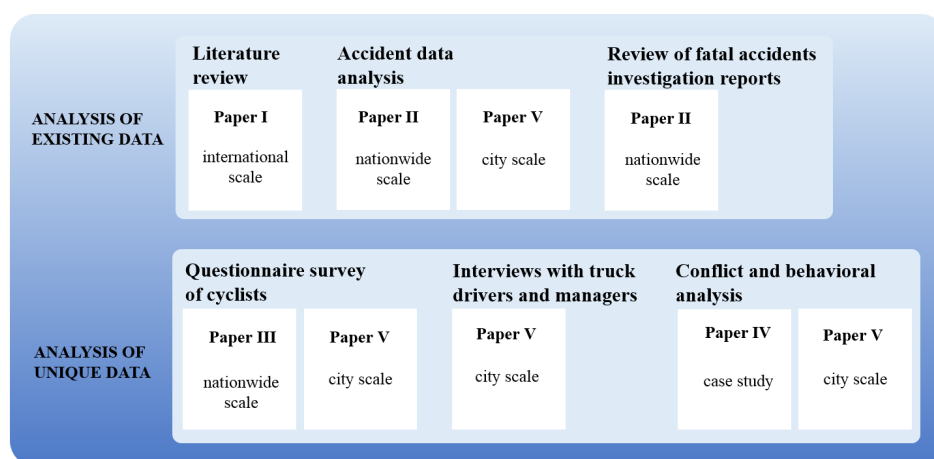 Literature
review
Accident data
analysis
Review of fatal accidents
investigation reports
ANALYSIS OF
EXISTING DATA
Paper I
international
scale
Paper II
nationwide
scale
Paper V
city scale
Paper II
nationwide
scale
Questionnaire survey
of cyclists
Interviews with truck
drivers and managers
Conflict and behavioral
analysis
ANALYSIS OF
UNIQUE DATA
Paper III
nationwide
scale
Paper V
city scale
Paper V
city scale
Paper IV
case study
Paper V
city scale